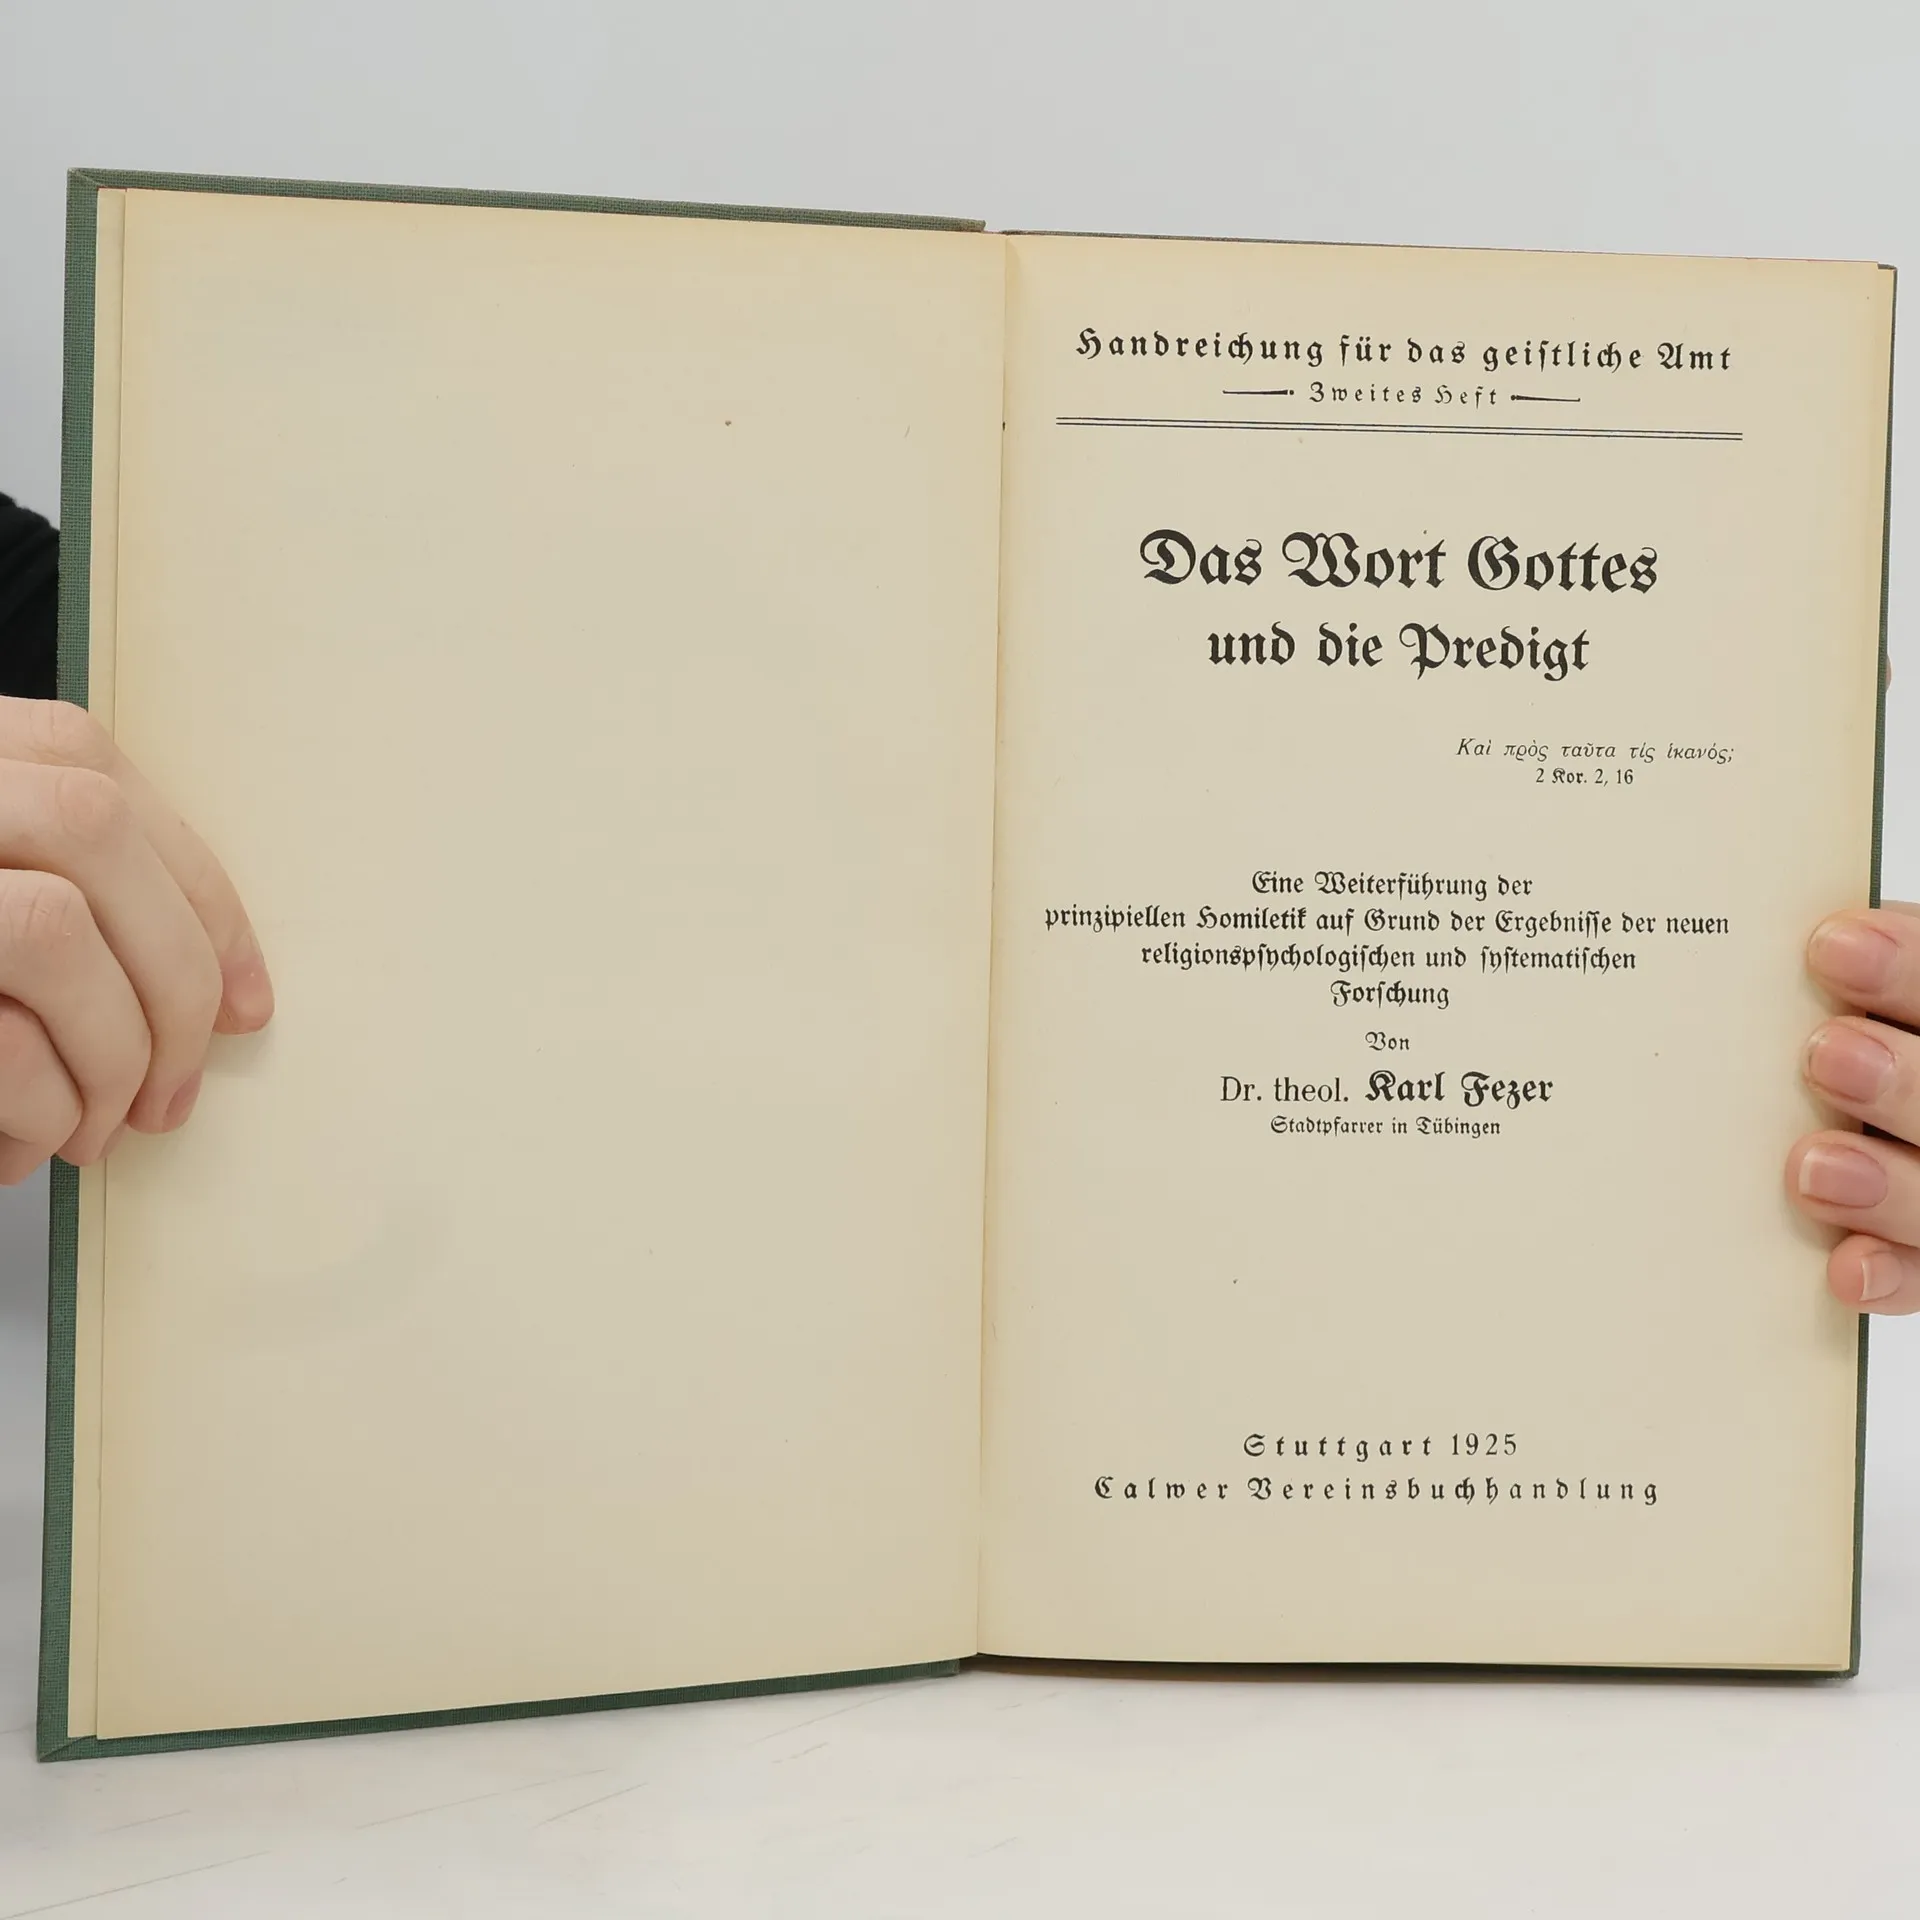 Handreichung für das geiſtliche Amt
Zweites Heft
Das Wort Gottes
und die Predigt
Καὶ πρὸς ταῦτα τίς ἱκανός;
2 Kor. 2, 16
Eine Weiterführung der
prinzipiellen Homiletik auf Grund der Ergebniſſe der neuen
religionspſychologiſchen und ſyſtematiſchen
Forſchung
Von
Dr. theol. Karl Fezer
Stadtpfarrer in Tübingen
Stuttgart 1925
Calwer Vereinsbuchhandlung